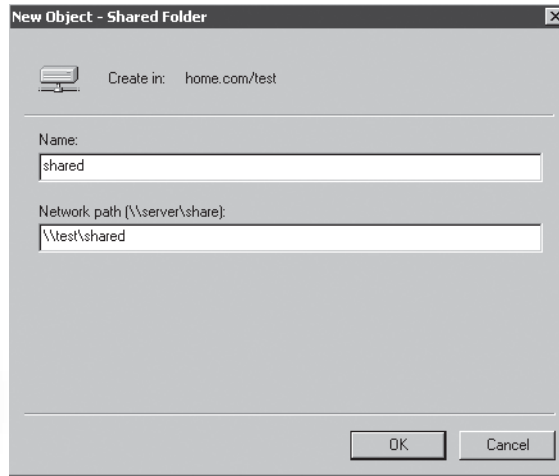 New Object - Shared Folder
Create in: home.com/test
Name:
shared
Network path (\\server\share):
\\test\shared
OK Cancel